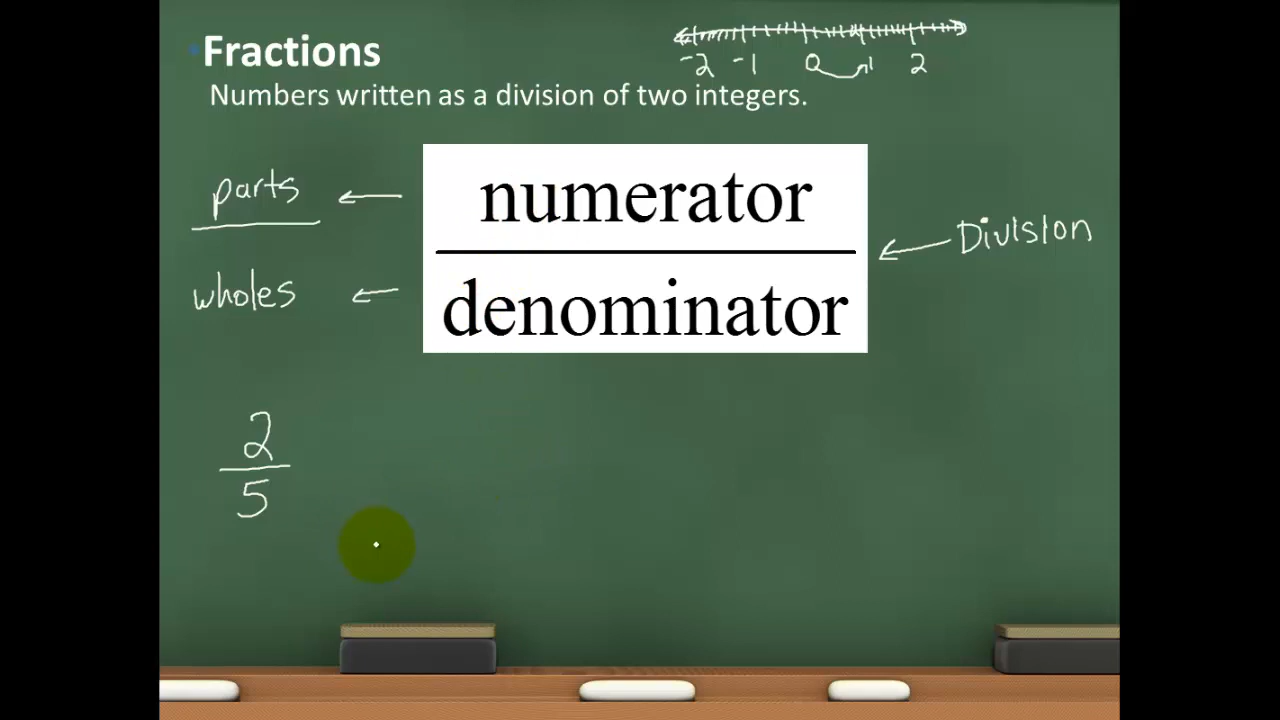 Fractions
-2 -1 0 1 2
Numbers written as a division of two integers.
parts
numerator
Division
wholes
denominator
2
5